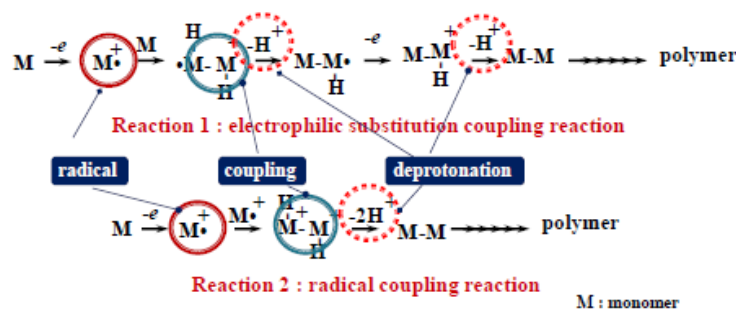 M -e M•+ M •M-M+ H H -H+ M-M• H -e M-M+ H -H+ M-M polymer
Reaction 1 : electrophilic substitution coupling reaction
radical coupling deprotonation
M -e M•+ M•+ H+ M-M+ H -2H+ M-M polymer
Reaction 2 : radical coupling reaction
M : monomer